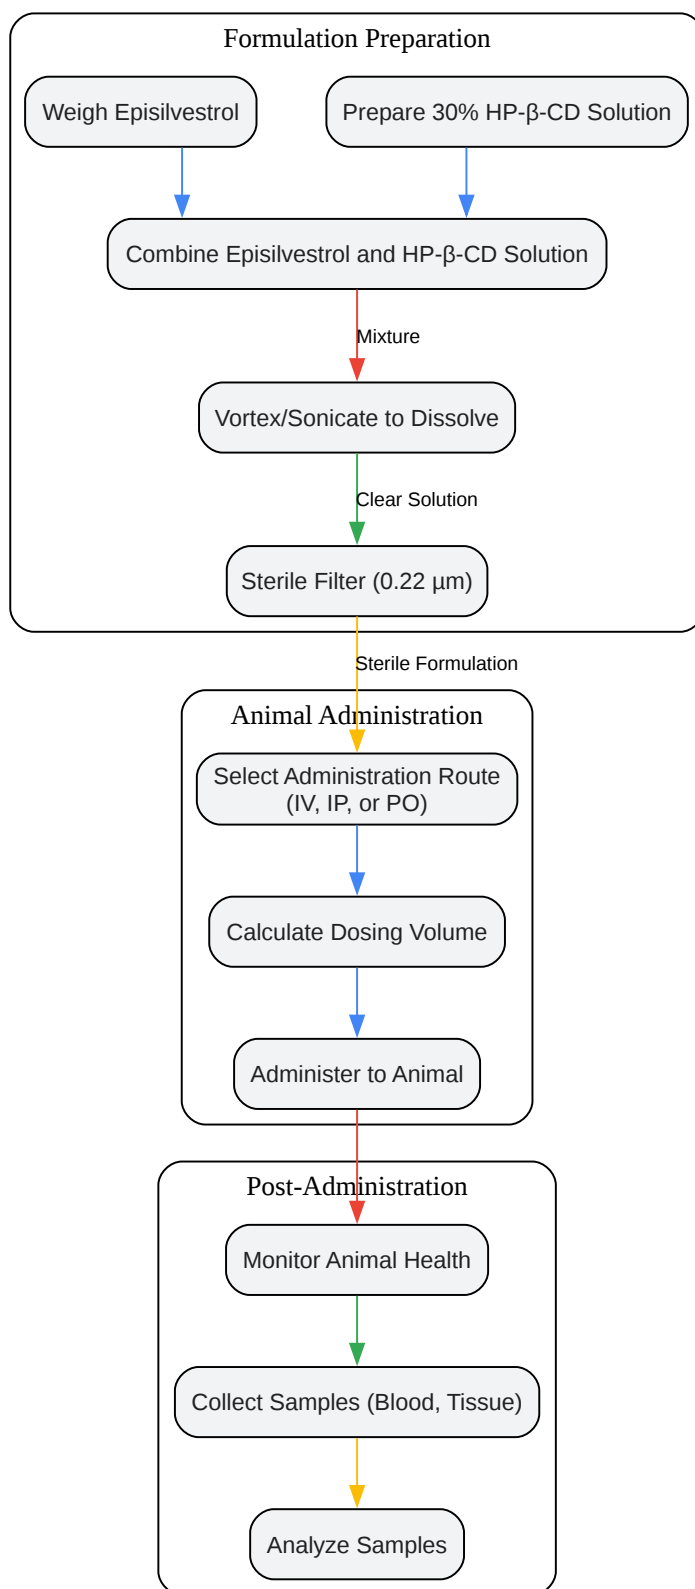 Formulation Preparation
Weigh Episilvestrol
Prepare 30% HP-β-CD Solution
Combine Episilvestrol and HP-β-CD Solution
Mixture
Vortex/Sonicate to Dissolve
Clear Solution
Sterile Filter (0.22 µm)
Sterile Formulation
Animal Administration
Select Administration Route
(IV, IP, or PO)
Calculate Dosing Volume
Administer to Animal
Post-Administration
Monitor Animal Health
Collect Samples (Blood, Tissue)
Analyze Samples